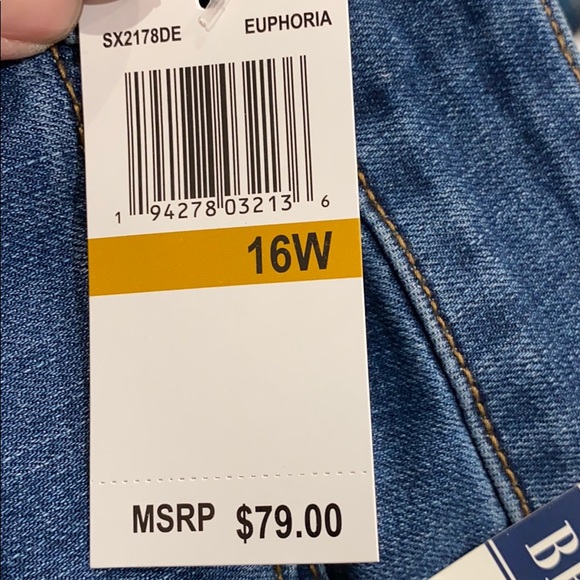 SX2178DE EUPHORIA
1 94278 03213 6
16W
MSRP $79.00